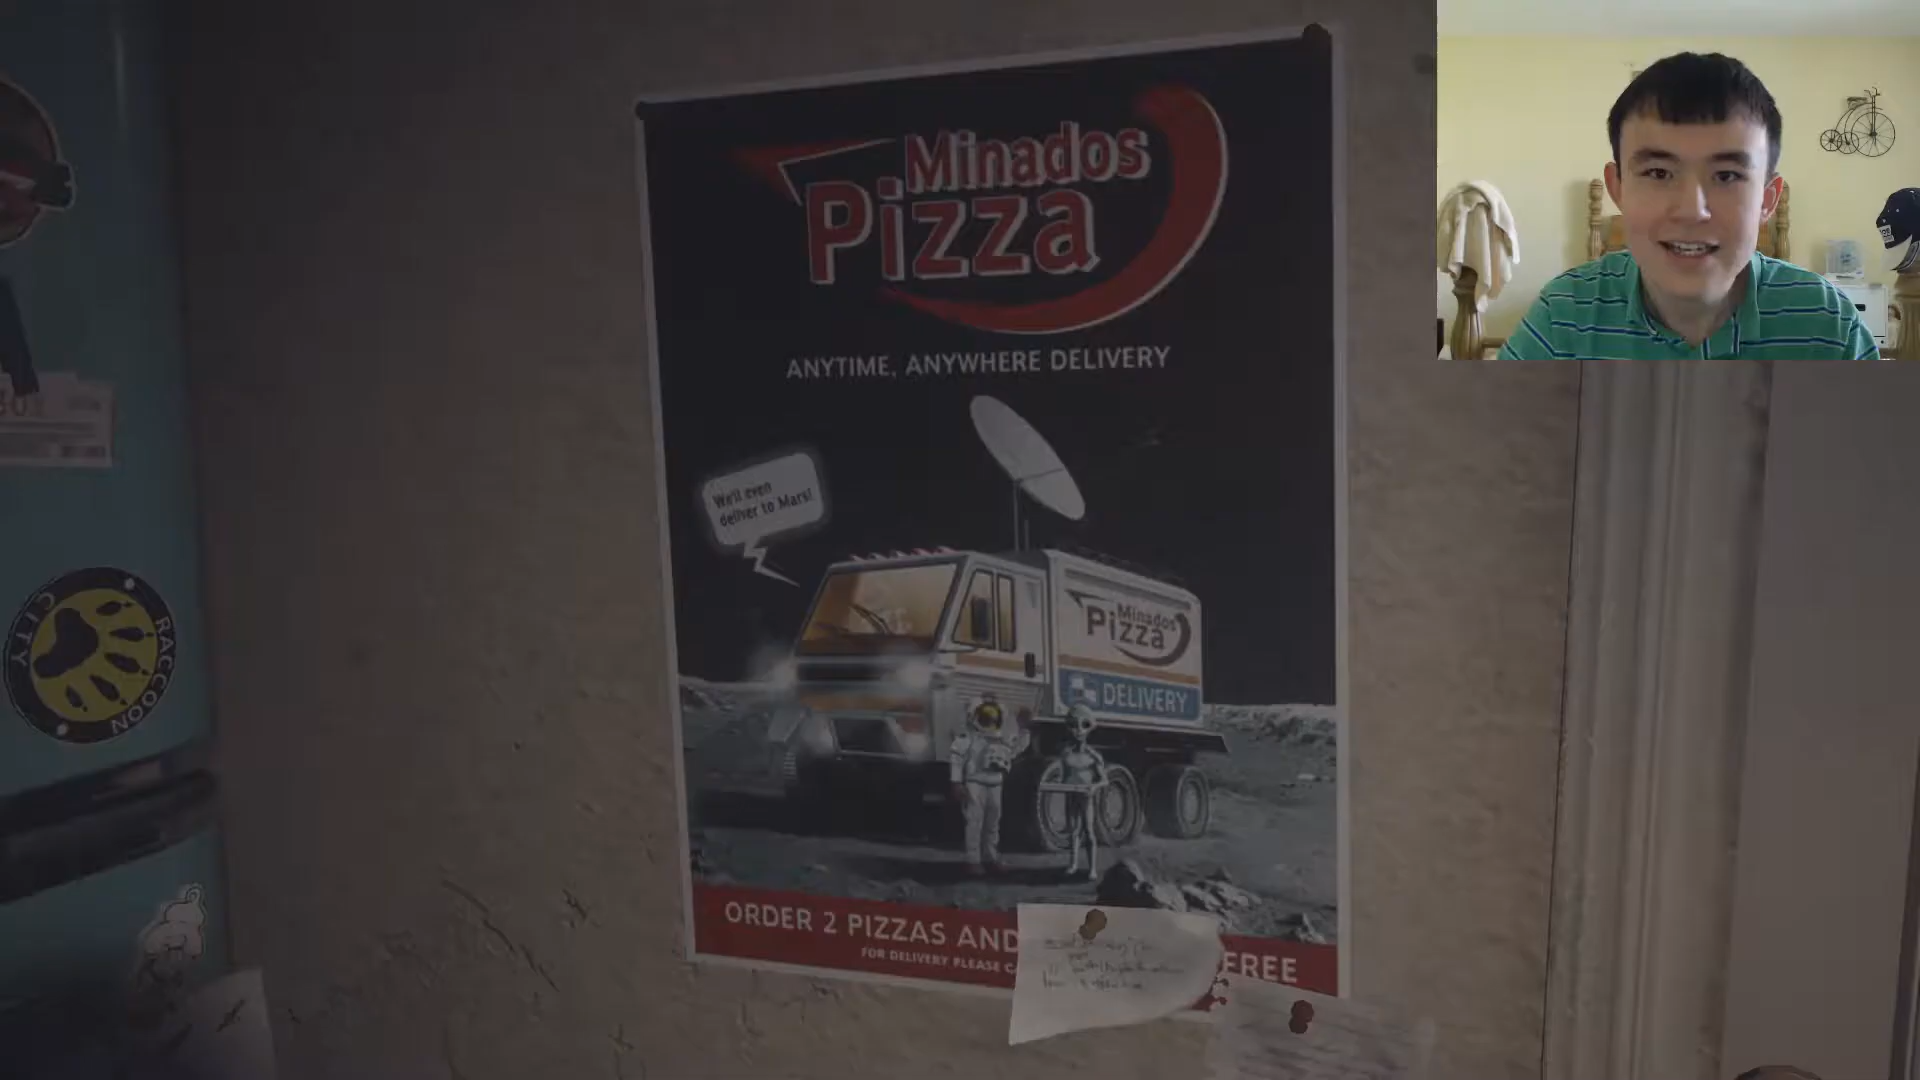 Minados
Pizza
ANYTIME, ANYWHERE DELIVERY
We'll even
deliver to Mars!
Minados
Pizza
DELIVERY
ORDER 2 PIZZAS AND
FREE
FOR DELIVERY PLEASE
RACCOON
CITY